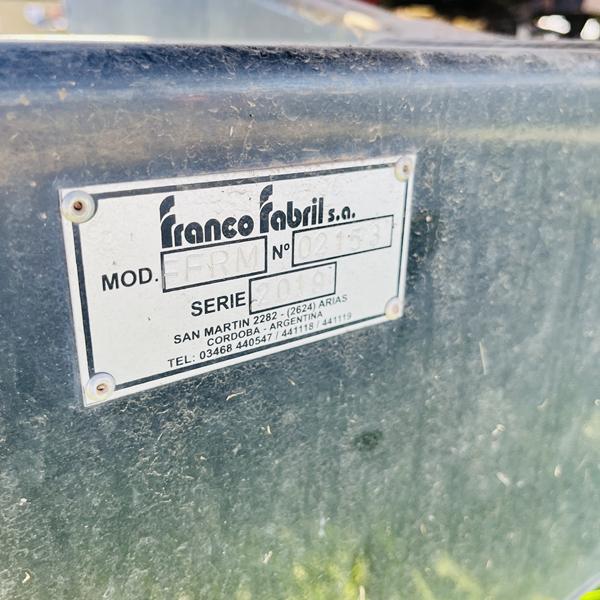 Franco Fabril s.a.
MOD. FFRM Nº 02153
SERIE 2019
SAN MARTIN 2282 - (2624) ARIAS
CORDOBA - ARGENTINA
TEL: 03468 440547 / 441118 / 441119